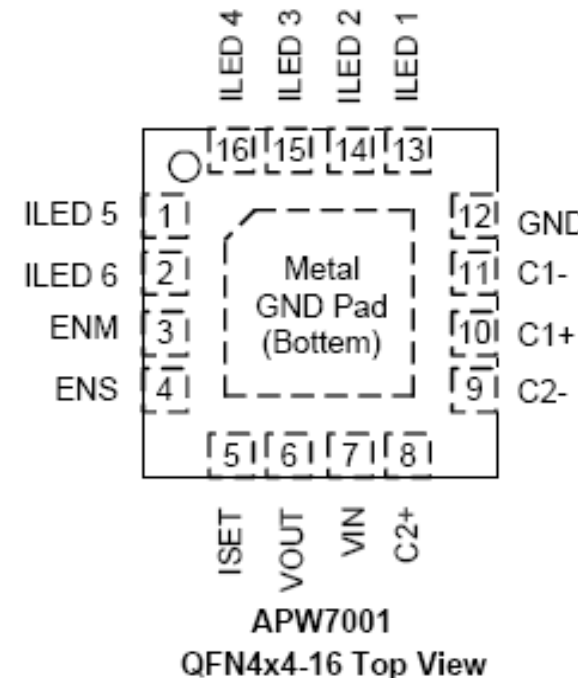 ILED 4 ILED 3 ILED 2 ILED 1
16 15 14 13
ILED 5 1 12 GND
ILED 6 2 11 C1-
ENM 3 10 C1+
ENS 4 9 C2-
Metal
GND Pad
(Bottem)
5 6 7 8
ISET VOUT VIN C2+
APW7001
QFN4x4-16 Top View